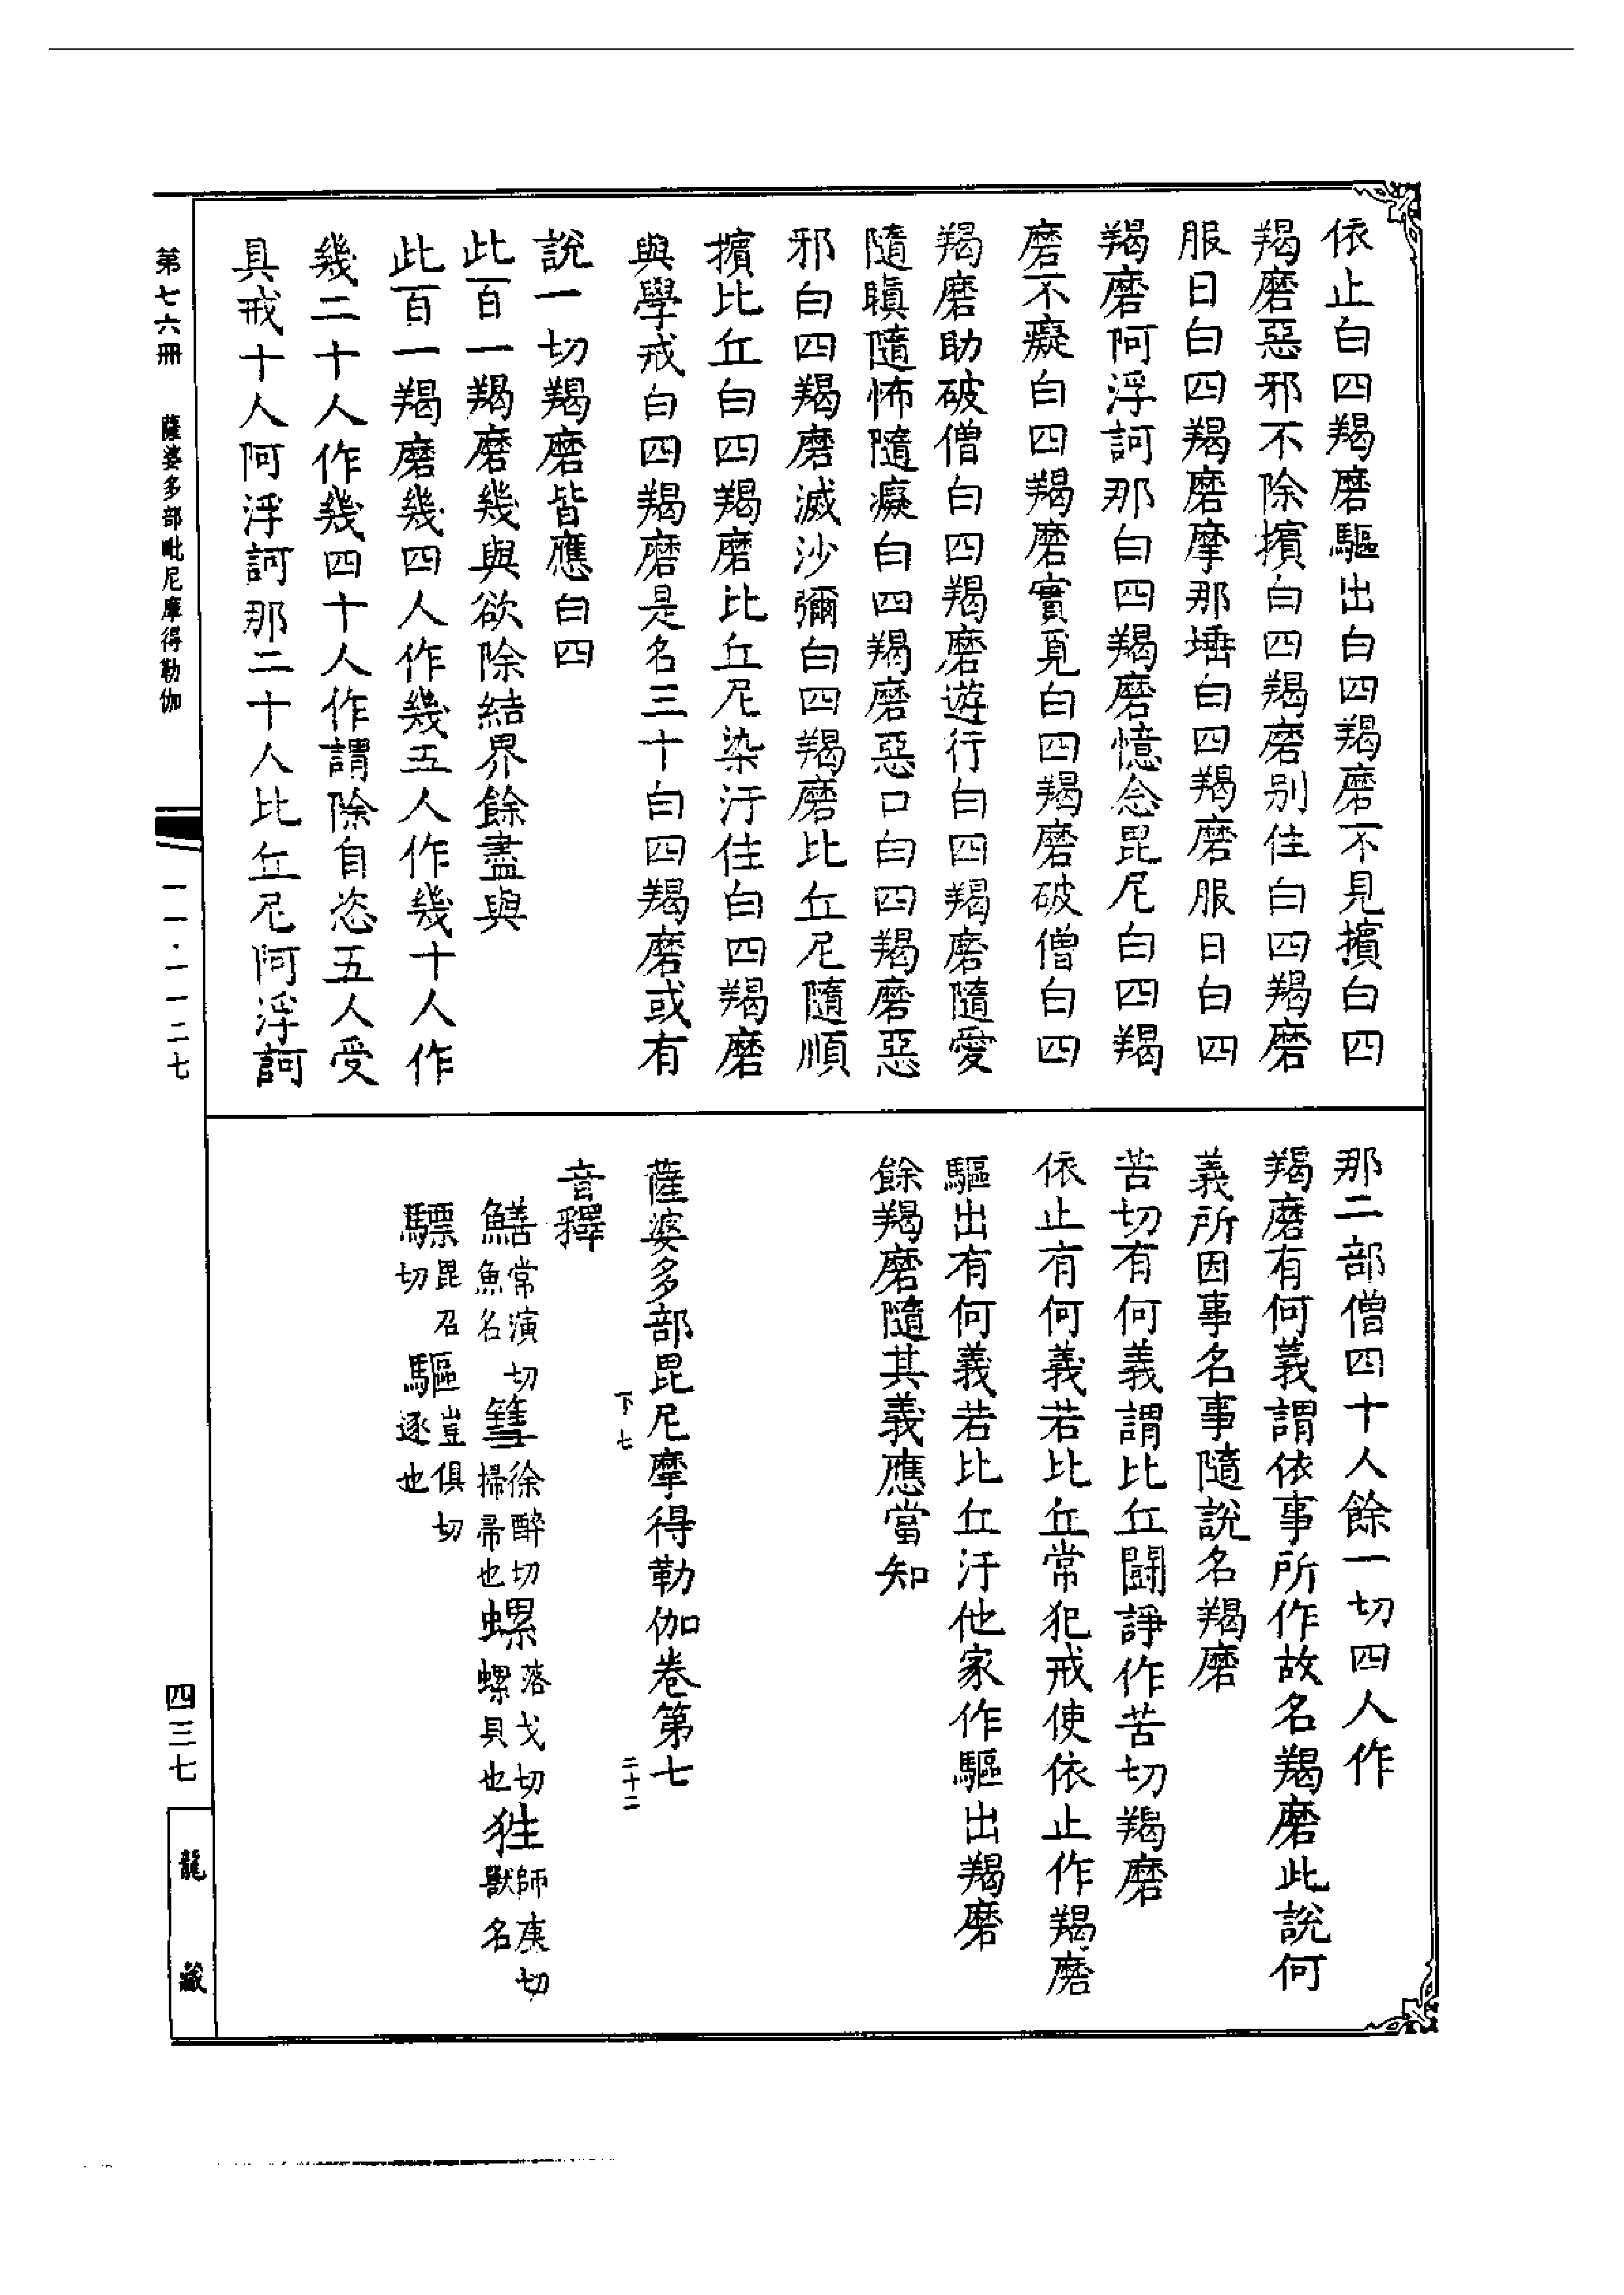 依止白四羯磨驅出白四羯磨不見擯白四
羯磨惡邪不除擯白四羯磨別住白四羯磨
服日白四羯磨摩那埵白四羯磨服日白四
羯磨阿浮訶那白四羯磨憶念毘尼白四羯
磨不癡白四羯磨實覓白四羯磨破僧白四
羯磨助破僧白四羯磨遊行白四羯磨隨愛
隨瞋隨怖隨癡白四羯磨惡口白四羯磨惡
邪白四羯磨滅沙彌白四羯磨比丘尼隨順
擯比丘白四羯磨比丘尼染汙住白四羯磨
與學戒白四羯磨是名三十白四羯磨或有
說一切羯磨皆應白四
此百一羯磨幾與欲除結界餘盡與
此百一羯磨幾四人作幾五人作幾十人作
幾二十人作幾四十人作謂除自恣五人受
具戒十人阿浮訶那二十人比丘尼阿浮訶
那二部僧四十人餘一切四人作
羯磨有何義謂依事所作故名羯磨此說何
義所因事名事隨說名羯磨
苦切有何義謂比丘鬪諍作苦切羯磨
依止有何義若比丘常犯戒使依止作羯磨
驅出有何義若比丘汙他家作驅出羯磨
餘羯磨隨其義應當知
薩婆多部毘尼摩得勒伽卷第七
下七
二十二
音釋
鱔常演切魚名篲徐醉切掃帚也螺落戈切螺貝也狌師庚切獸名
驃毘召切驅豈俱切逐也
第七六冊 薩婆多部毗尼摩得勒伽
一一·一一二七
四三七
龍藏